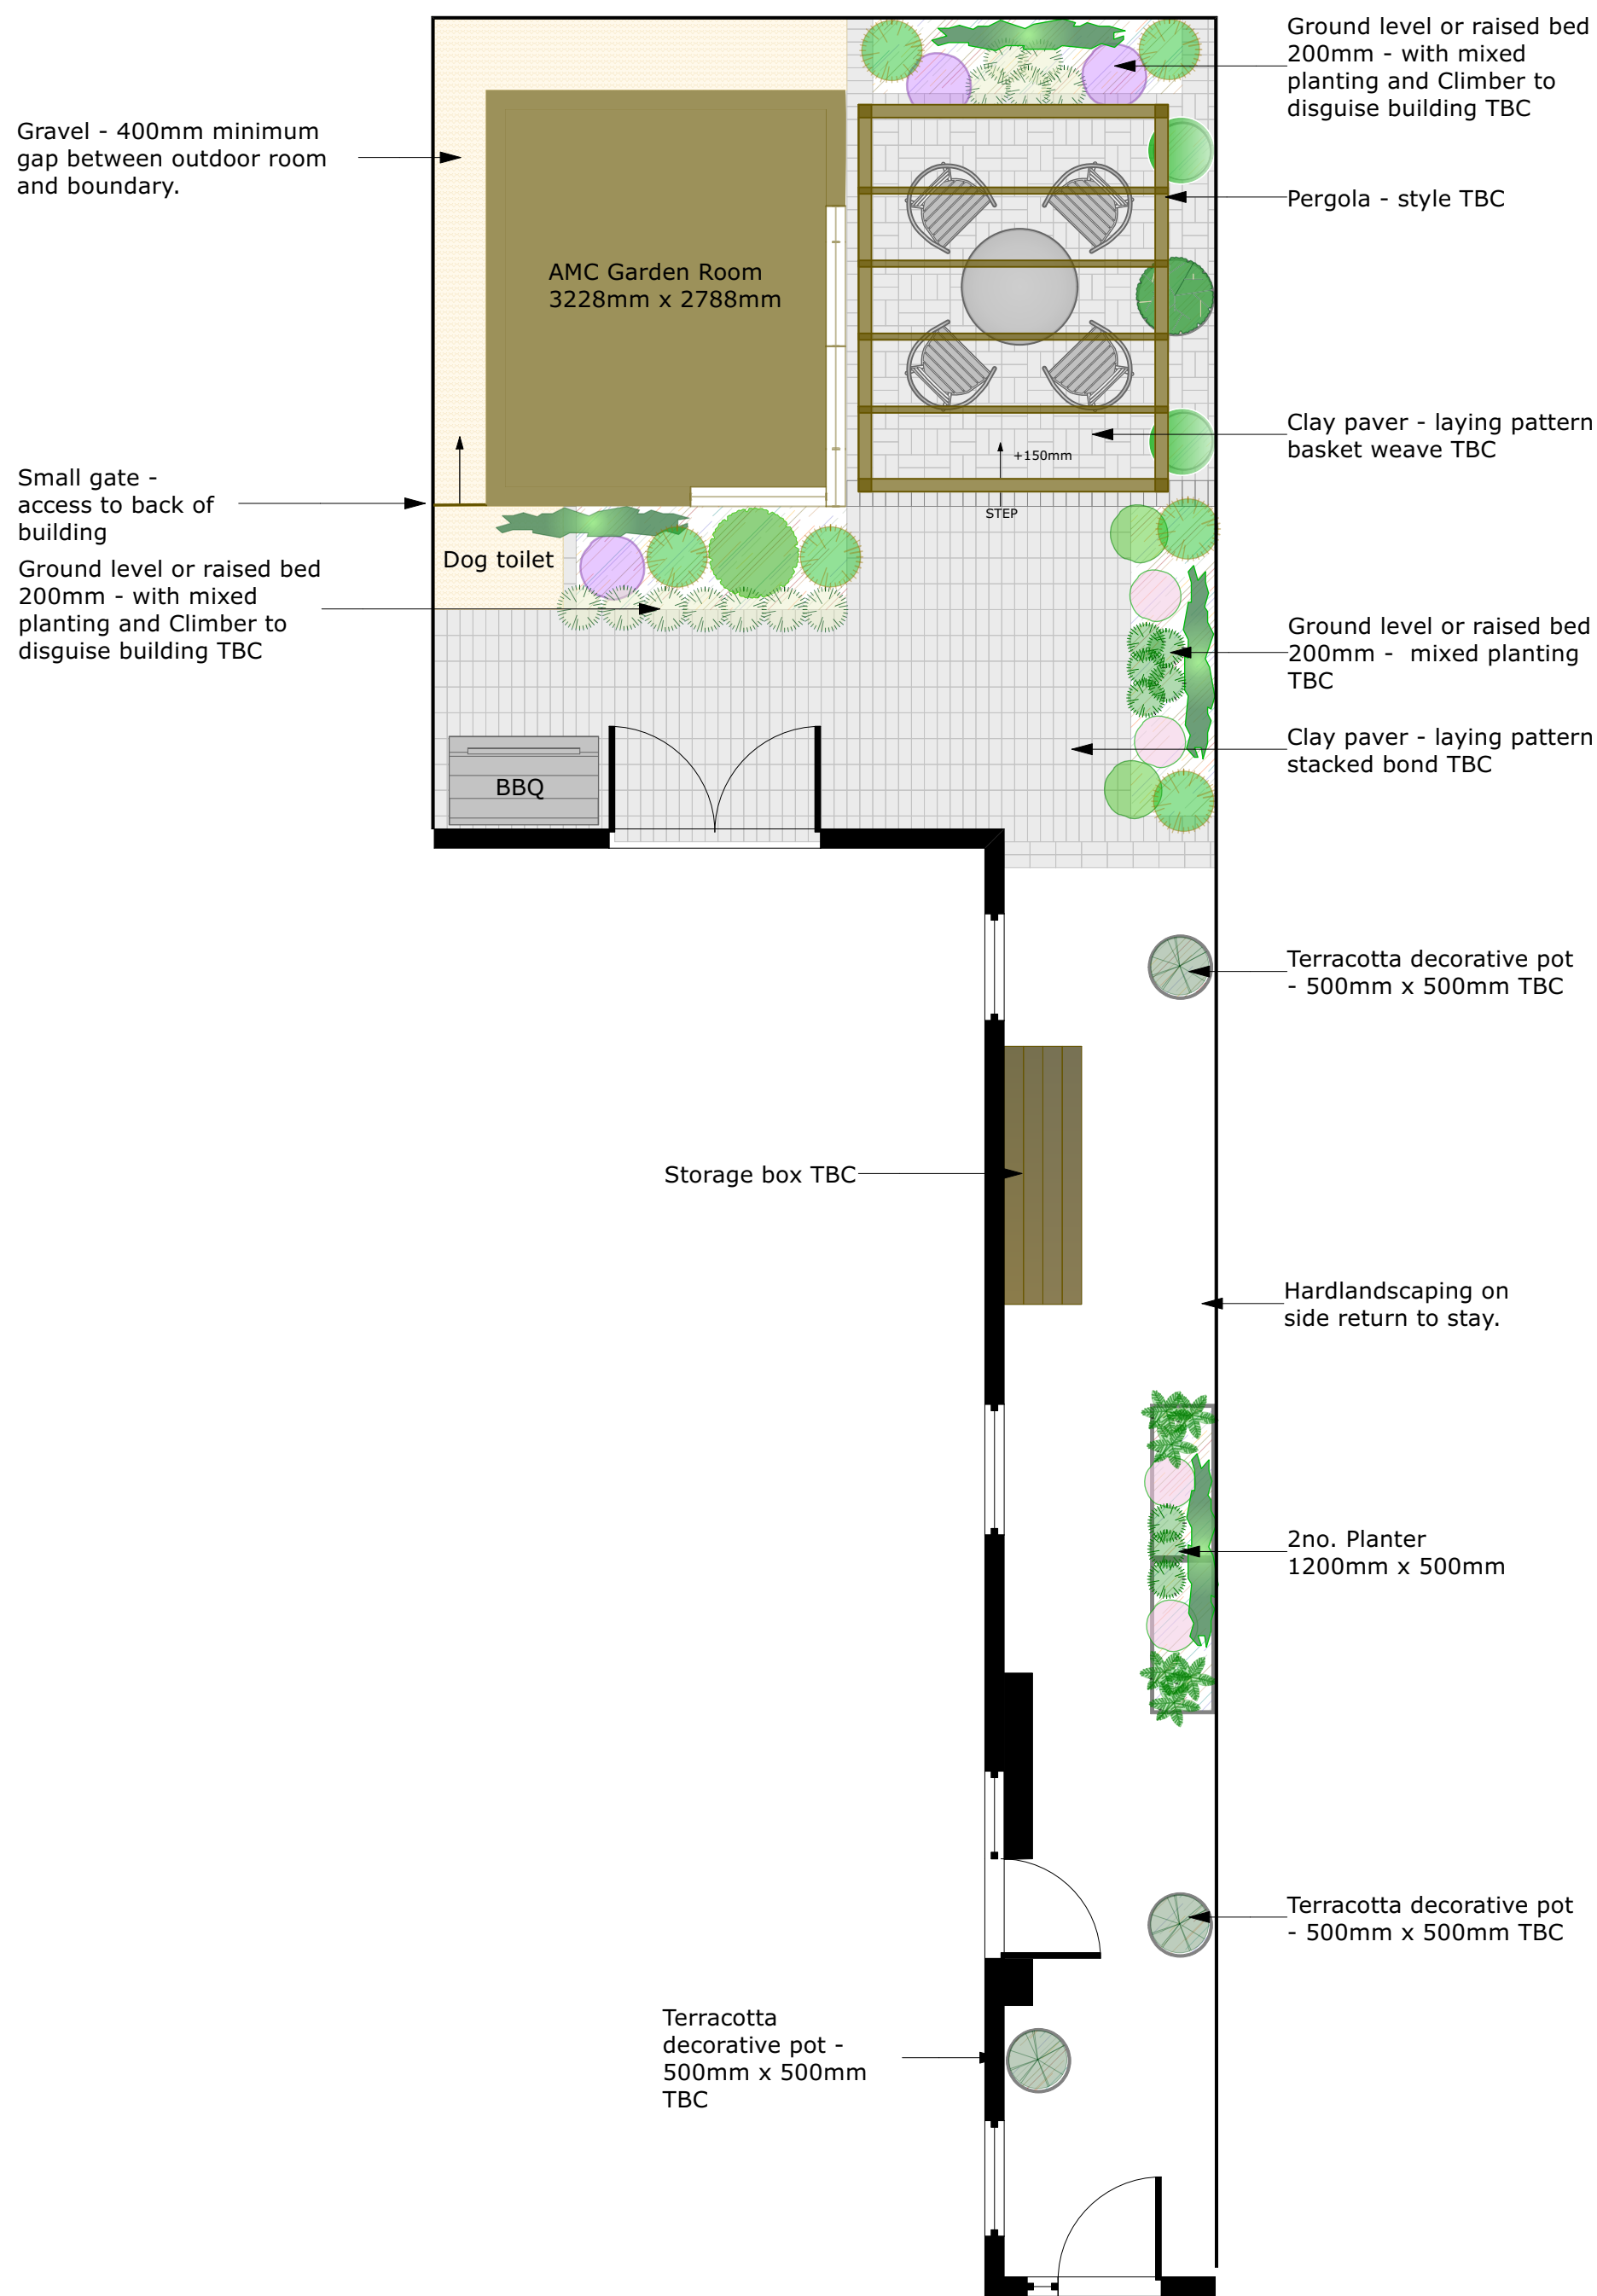 Ground level or raised bed
200mm - with mixed
planting and Climber to
disguise building TBC
Gravel - 400mm minimum
gap between outdoor room
and boundary.
Pergola - style TBC
AMC Garden Room
3228mm x 2788mm
Clay paver - laying pattern
basket weave TBC
+150mm
STEP
Small gate -
access to back of
building
Dog toilet
Ground level or raised bed
200mm - with mixed
planting and Climber to
disguise building TBC
Ground level or raised bed
200mm -  mixed planting
TBC
Clay paver - laying pattern
stacked bond TBC
BBQ
Terracotta decorative pot
- 500mm x 500mm TBC
Storage box TBC
Hardlandscaping on
side return to stay.
2no. Planter
1200mm x 500mm
Terracotta decorative pot
- 500mm x 500mm TBC
Terracotta
decorative pot -
500mm x 500mm
TBC